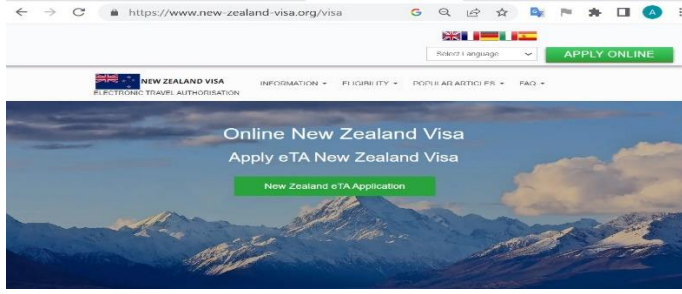 https://www.new-zealand-visa.org/visa
Select Language
APPLY ONLINE
NEW ZEALAND VISA
ELECTRONIC TRAVEL AUTHORISATION
INFORMATION
ELIGIBILITY
POPULAR ARTICLES
FAQ
Online New Zealand Visa
Apply eTA New Zealand Visa
New Zealand eTA Application